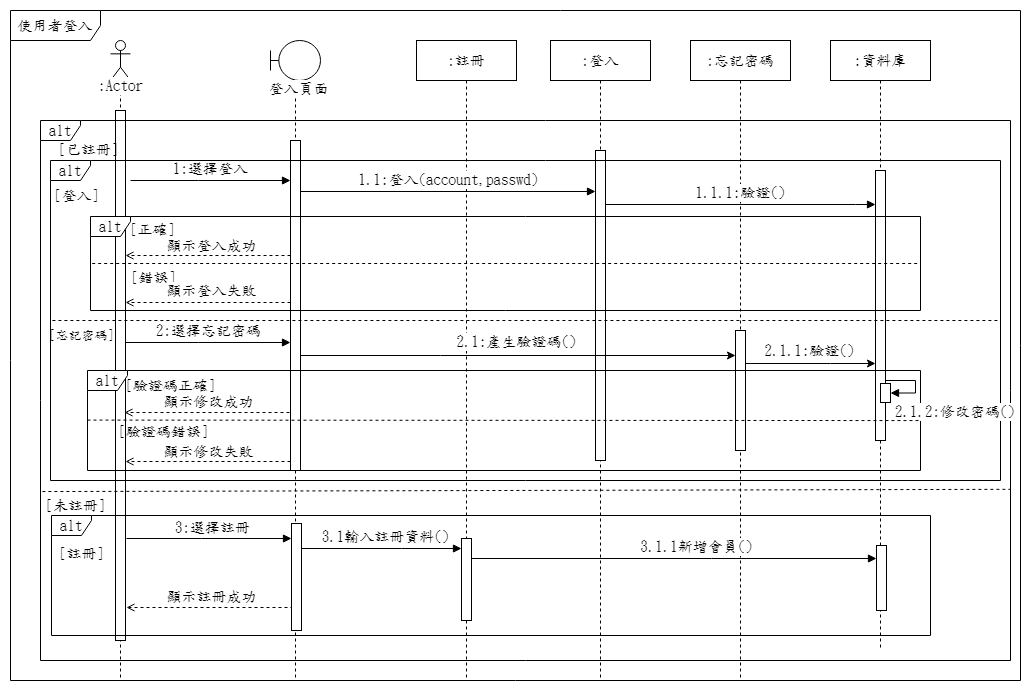 使用者登入
:Actor
登入頁面
:註冊
:登入
:忘記密碼
:資料庫
alt
[已註冊]
alt
[登入]
1:選擇登入
1.1:登入(account,passwd)
1.1.1:驗證()
alt
[正確]
顯示登入成功
[錯誤]
顯示登入失敗
[忘記密碼]
2:選擇忘記密碼
2.1:產生驗證碼()
2.1.1:驗證()
alt
[驗證碼正確]
顯示修改成功
2.1.2:修改密碼()
[驗證碼錯誤]
顯示修改失敗
[未註冊]
alt
[註冊]
3:選擇註冊
3.1輸入註冊資料()
3.1.1新增會員()
顯示註冊成功